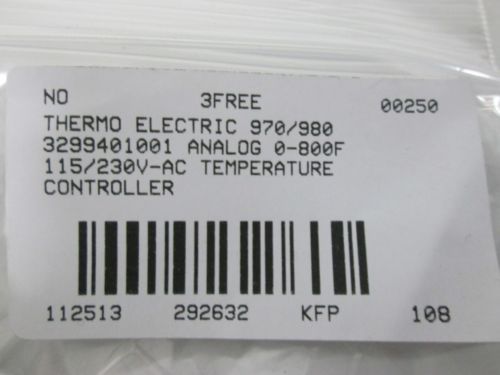 NO 3FREE 00250
THERMO ELECTRIC 970/980
3299401001 ANALOG 0-800F
115/230V-AC TEMPERATURE
CONTROLLER
112513 292632 KFP 108